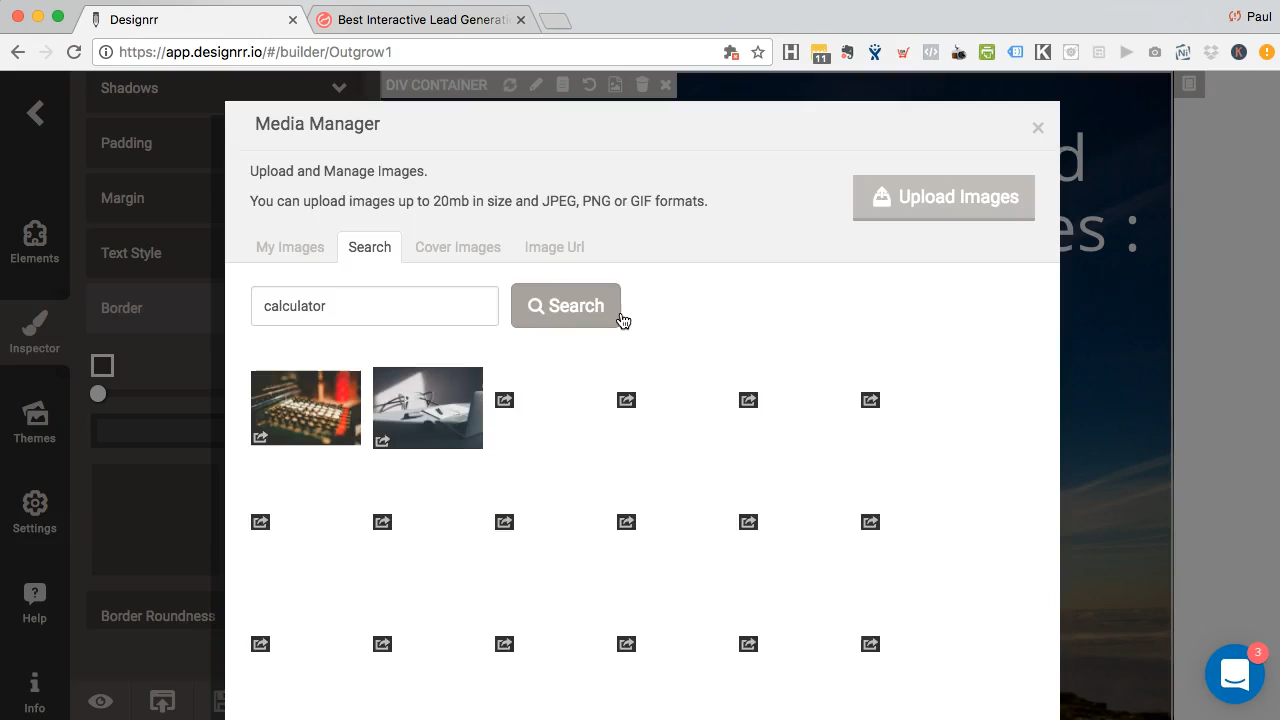 Designrr
Best Interactive Lead Generati
Paul
https://app.designrr.io/#/builder/Outgrow1
11
Shadows
DIV CONTAINER
Media Manager
Padding
Upload and Manage Images.
You can upload images up to 20mb in size and JPEG, PNG or GIF formats.
Upload Images
Margin
Text Style
My Images
Search
Cover Images
Image Url
Elements
Border
calculator
Search
d
es :
Inspector
Themes
Settings
Help
Border Roundness
Info
3